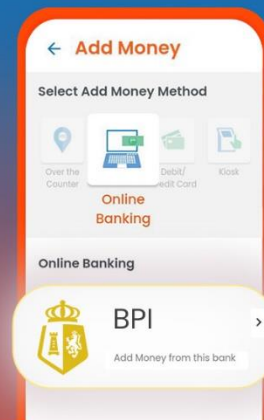 ← Add Money
Select Add Money Method
Over the
Counter
Online
Banking
Debit/
edit Card
Kiosk
Online Banking
BPI
Add Money from this bank